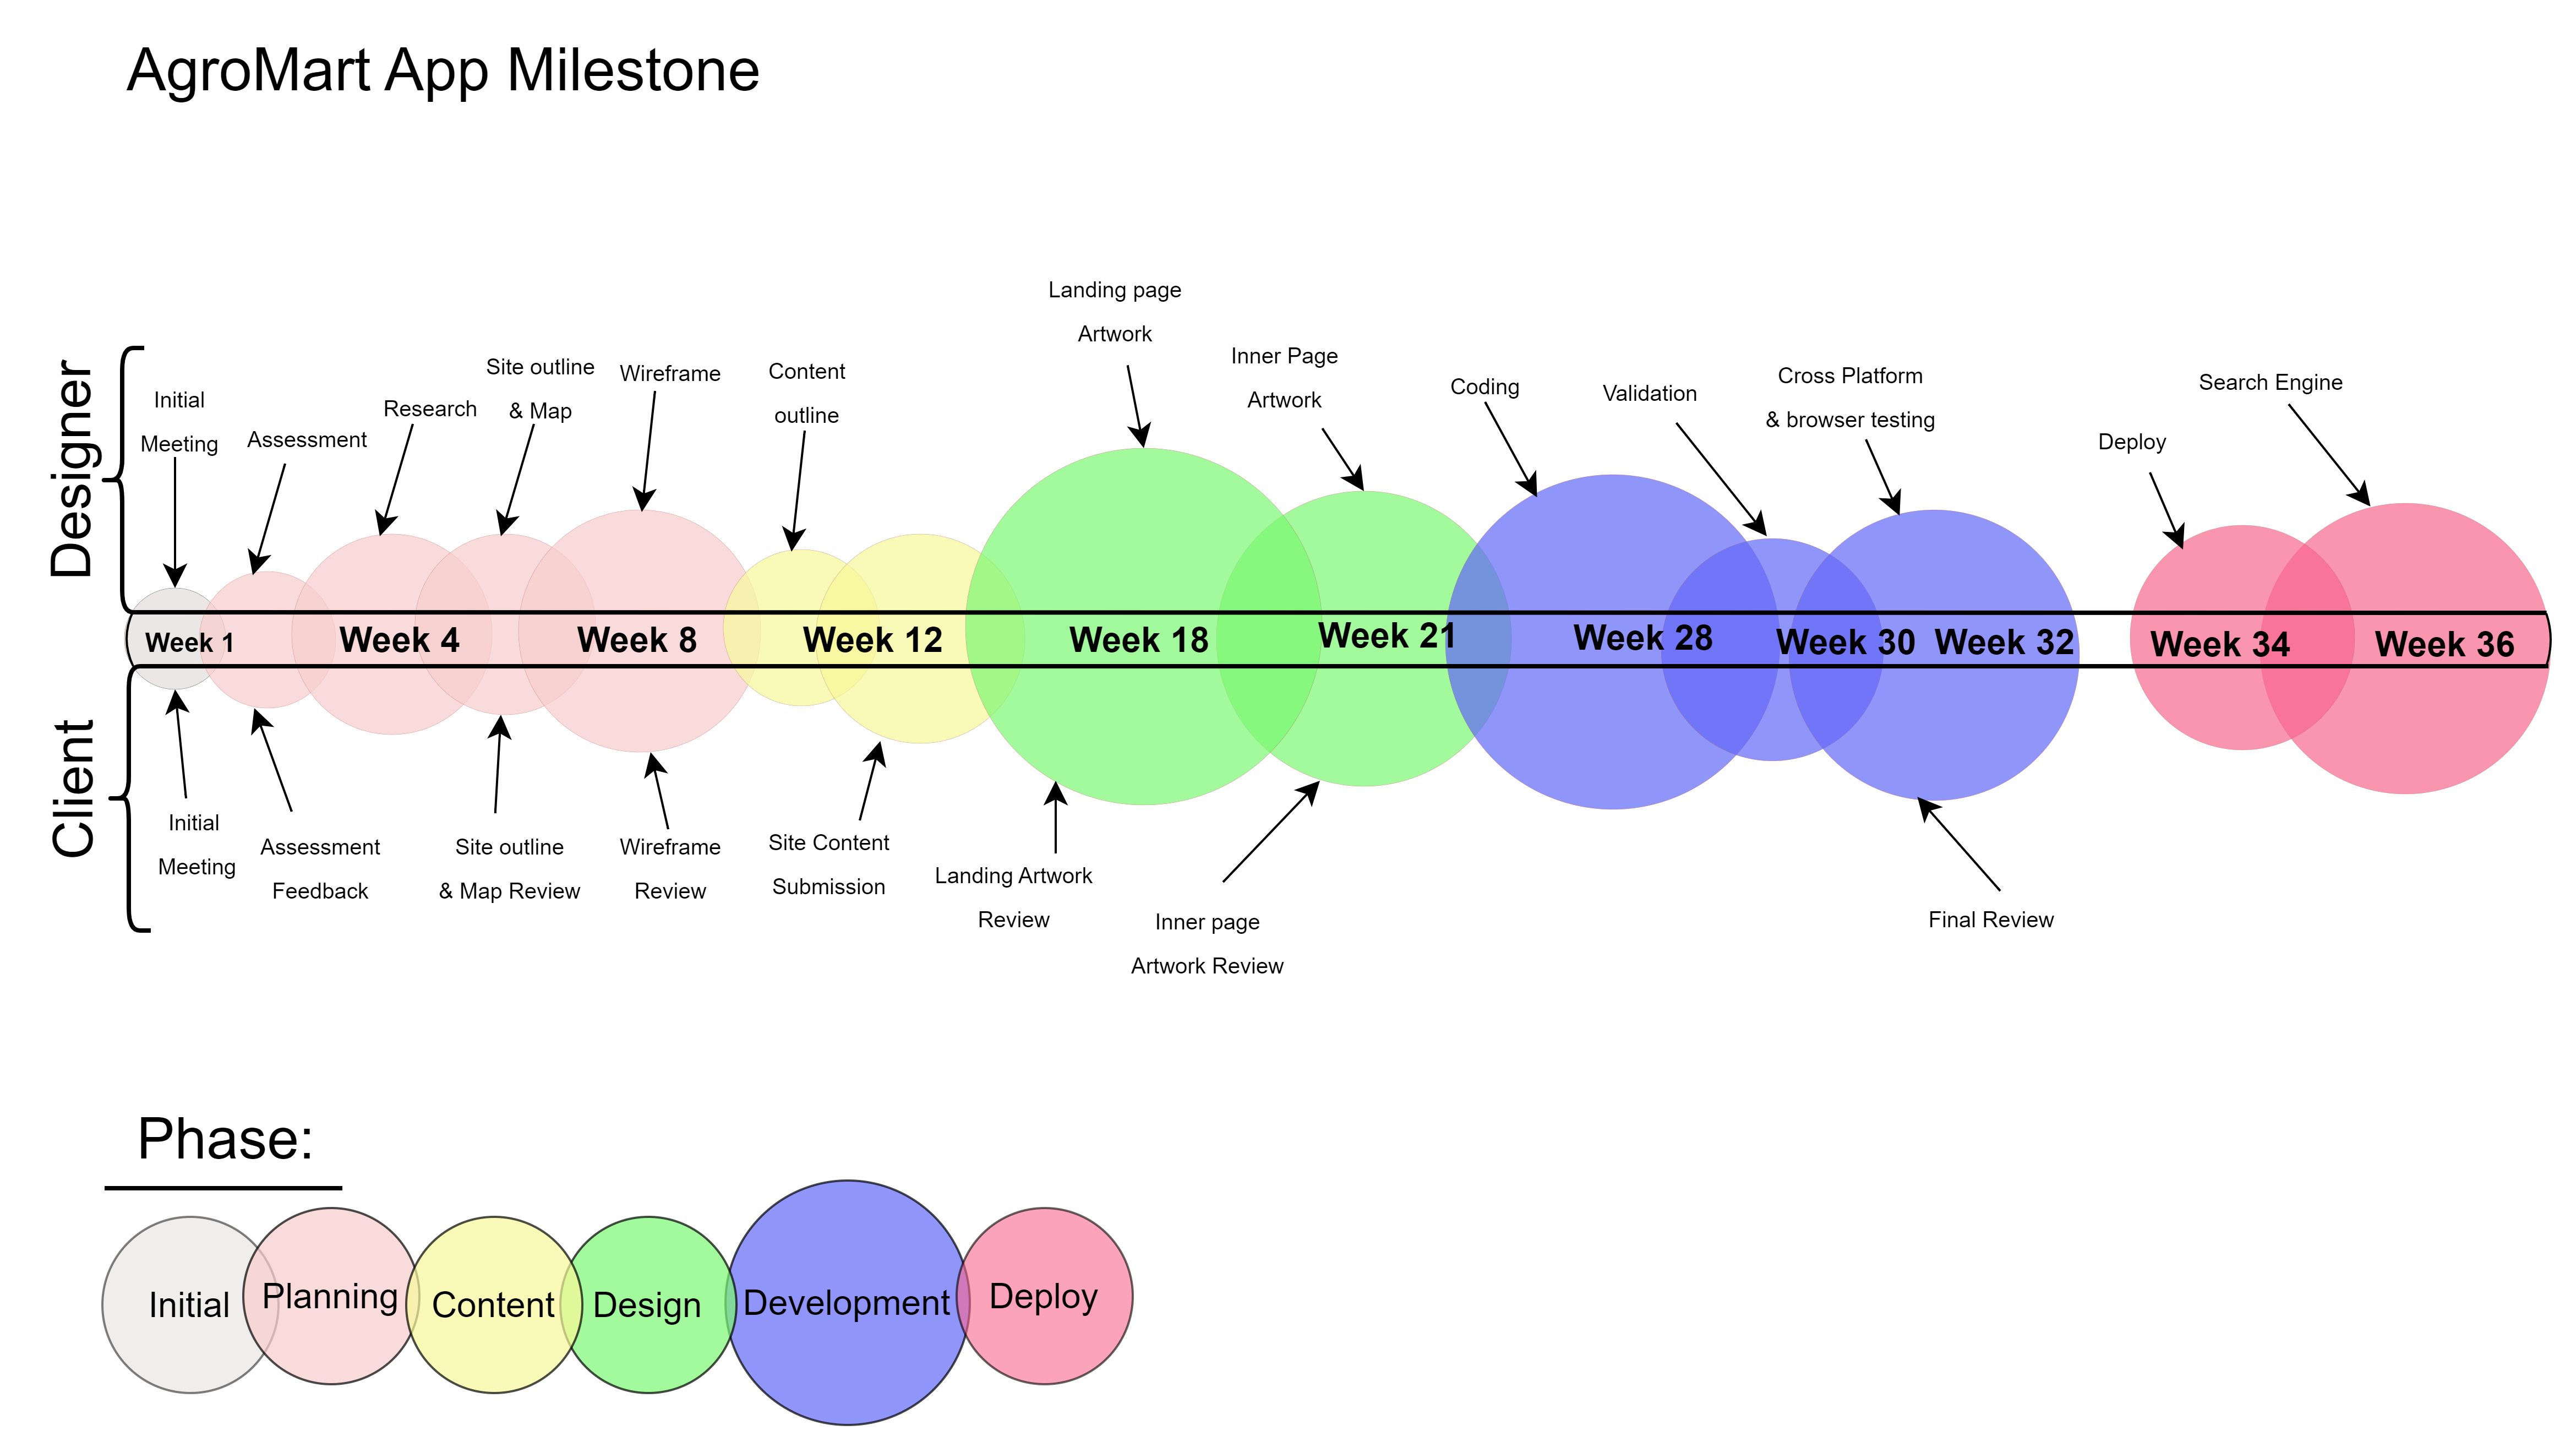 AgroMart App Milestone
Designer
Initial
Meeting
Assessment
Research
Site outline
& Map
Wireframe
Content
outline
Landing page
Artwork
Inner Page
Artwork
Coding
Validation
Cross Platform
& browser testing
Deploy
Search Engine
Week 1
Week 4
Week 8
Week 12
Week 18
Week 21
Week 28
Week 30
Week 32
Week 34
Week 36
Client
Initial
Meeting
Assessment
Feedback
Site outline
& Map Review
Wireframe
Review
Site Content
Submission
Landing Artwork
Review
Inner page
Artwork Review
Final Review
Phase:
Initial
Planning
Content
Design
Development
Deploy